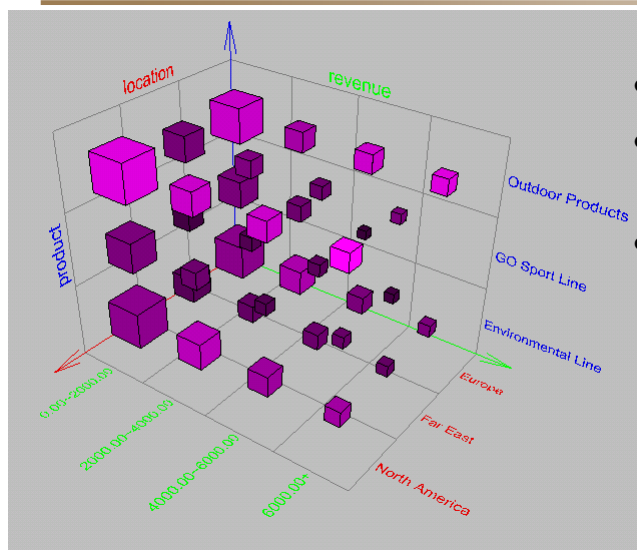 location
revenue
product
Outdoor Products
GO Sport Line
Environmental Line
Europe
Far East
North America
0.00~2000.00
2000.00~4000.00
4000.00~6000.00
6000.00+